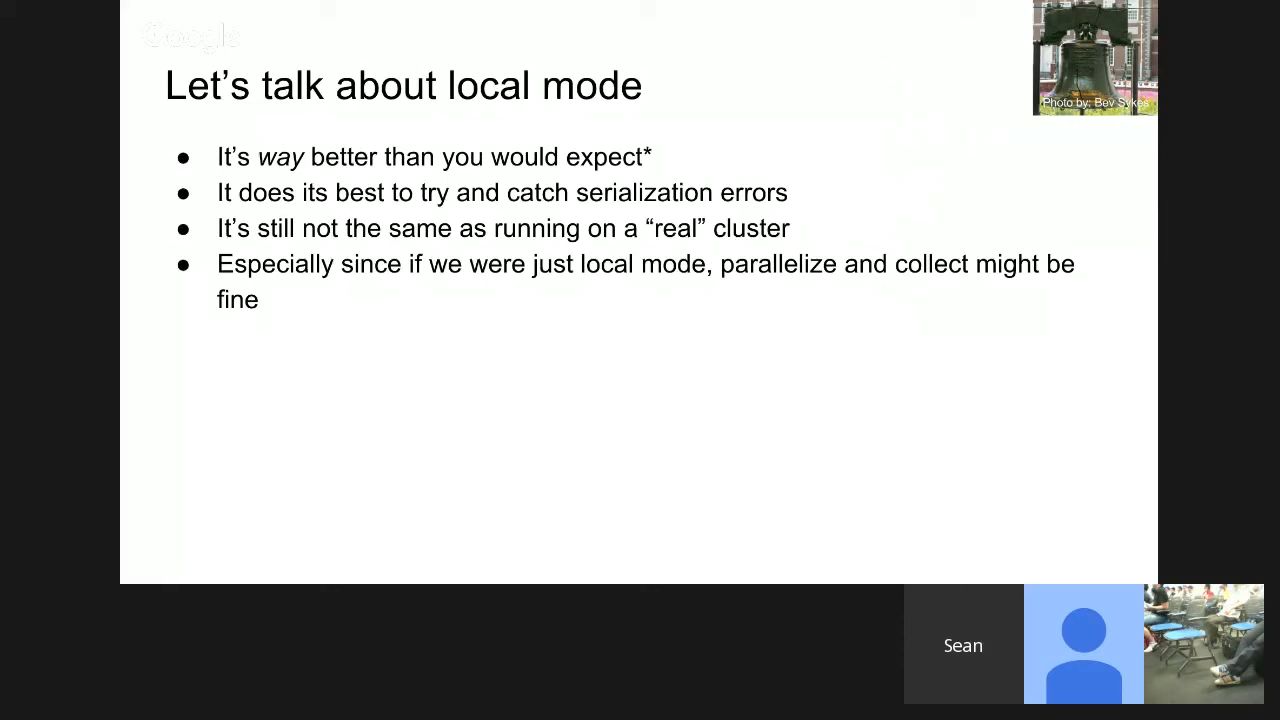 Google
Let's talk about local mode
Photo by: Bev Sykes
● It's way better than you would expect*
● It does its best to try and catch serialization errors
● It's still not the same as running on a “real” cluster
● Especially since if we were just local mode, parallelize and collect might be
fine
Sean